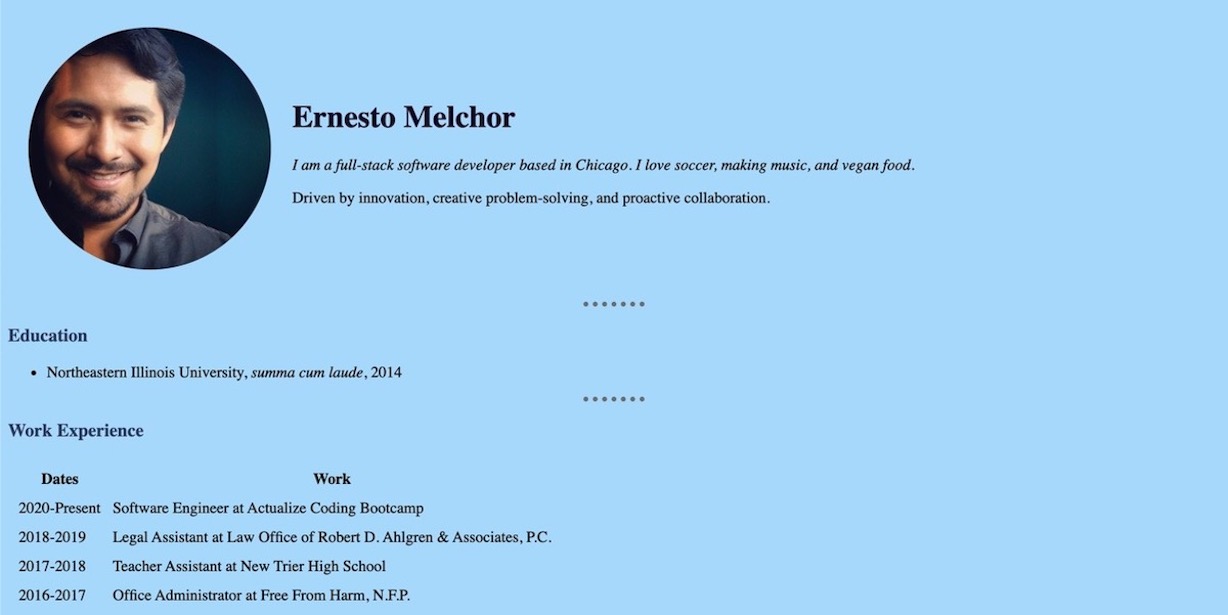 Ernesto Melchor
I am a full-stack software developer based in Chicago. I love soccer, making music, and vegan food.
Driven by innovation, creative problem-solving, and proactive collaboration.
Education
• Northeastern Illinois University, summa cum laude, 2014
Work Experience
Dates Work
2020-Present Software Engineer at Actualize Coding Bootcamp
2018-2019 Legal Assistant at Law Office of Robert D. Ahlgren & Associates, P.C.
2017-2018 Teacher Assistant at New Trier High School
2016-2017 Office Administrator at Free From Harm, N.F.P.